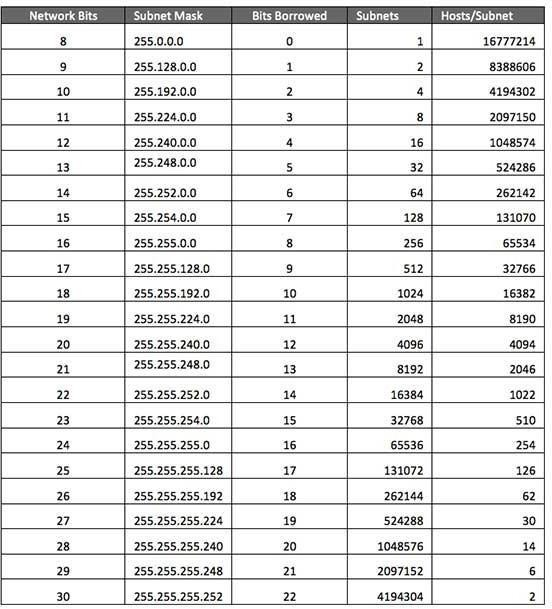 Network Bits Subnet Mask Bits Borrowed Subnets Hosts/Subnet
8 255.0.0.0 0 1 16777214
9 255.128.0.0 1 2 8388606
10 255.192.0.0 2 4 4194302
11 255.224.0.0 3 8 2097150
12 255.240.0.0 4 16 1048574
13 255.248.0.0 5 32 524286
14 255.252.0.0 6 64 262142
15 255.254.0.0 7 128 131070
16 255.255.0.0 8 256 65534
17 255.255.128.0 9 512 32766
18 255.255.192.0 10 1024 16382
19 255.255.224.0 11 2048 8190
20 255.255.240.0 12 4096 4094
21 255.255.248.0 13 8192 2046
22 255.255.252.0 14 16384 1022
23 255.255.254.0 15 32768 510
24 255.255.255.0 16 65536 254
25 255.255.255.128 17 131072 126
26 255.255.255.192 18 262144 62
27 255.255.255.224 19 524288 30
28 255.255.255.240 20 1048576 14
29 255.255.255.248 21 2097152 6
30 255.255.255.252 22 4194304 2